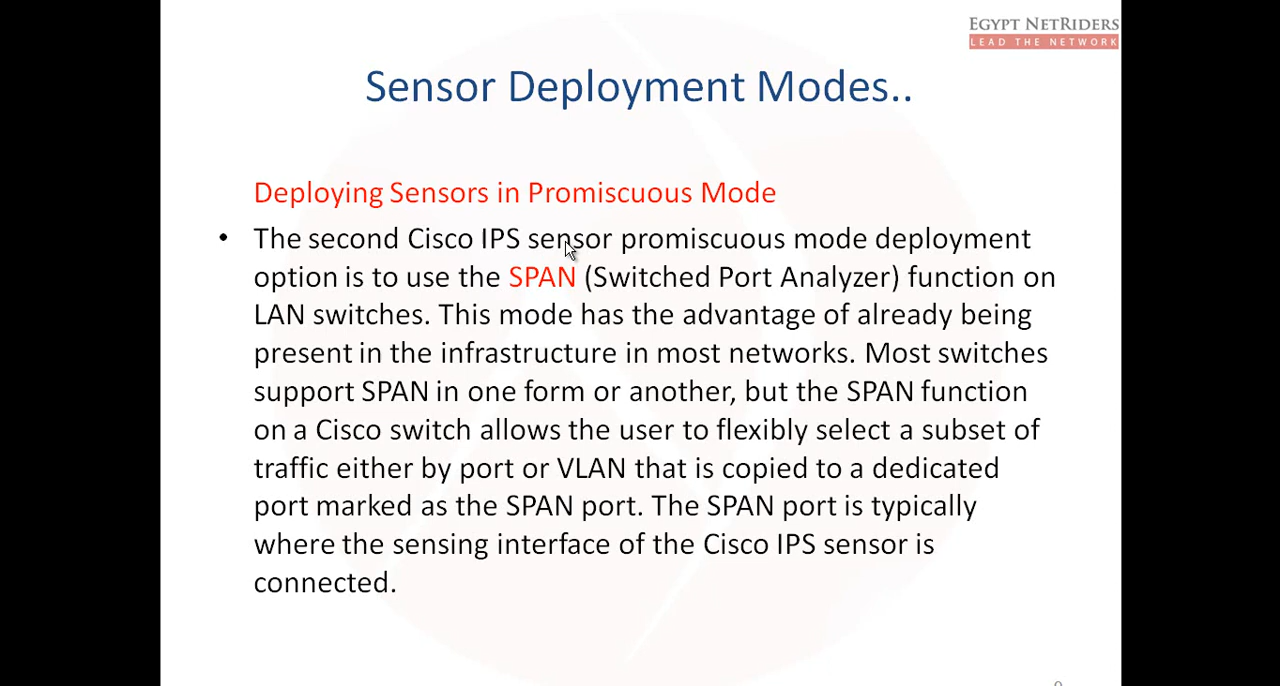 EGYPT NETRIDERS
LEAD THE NETWORK
Sensor Deployment Modes..
Deploying Sensors in Promiscuous Mode
• The second Cisco IPS sensor promiscuous mode deployment
option is to use the SPAN (Switched Port Analyzer) function on
LAN switches. This mode has the advantage of already being
present in the infrastructure in most networks. Most switches
support SPAN in one form or another, but the SPAN function
on a Cisco switch allows the user to flexibly select a subset of
traffic either by port or VLAN that is copied to a dedicated
port marked as the SPAN port. The SPAN port is typically
where the sensing interface of the Cisco IPS sensor is
connected.